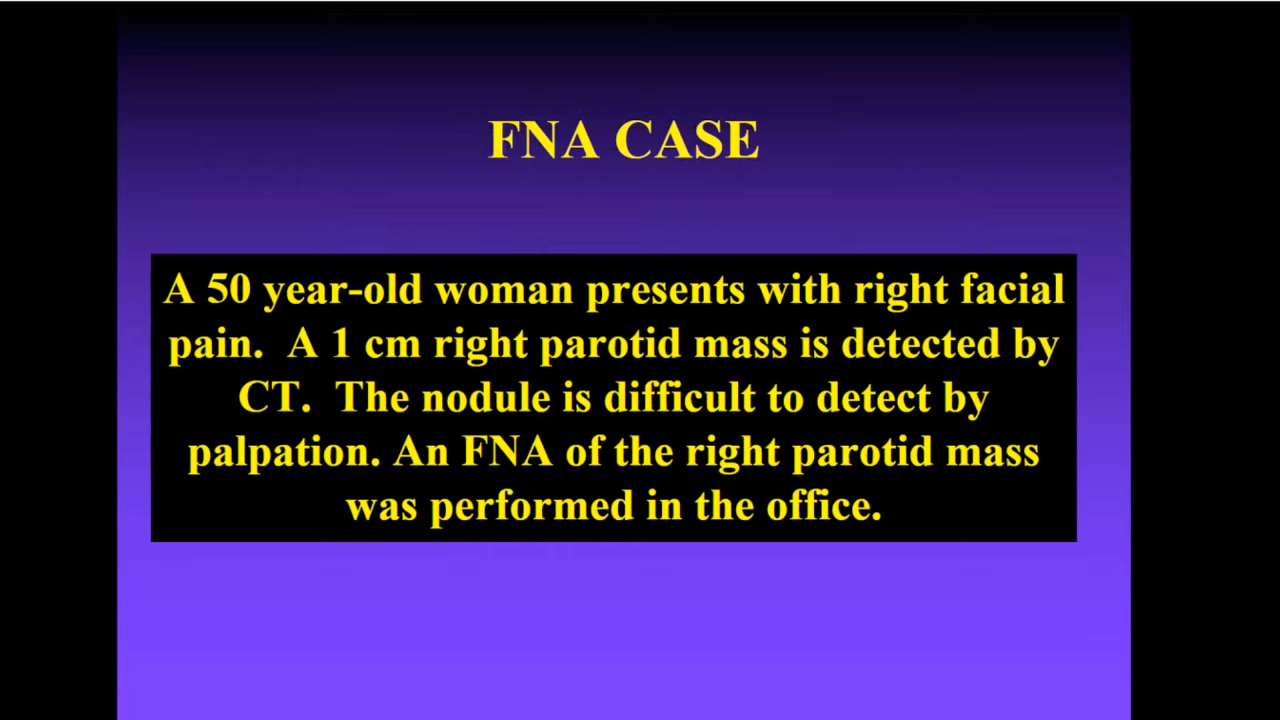 FNA CASE
A 50 year-old woman presents with right facial
pain.  A 1 cm right parotid mass is detected by
CT.  The nodule is difficult to detect by
palpation. An FNA of the right parotid mass
was performed in the office.